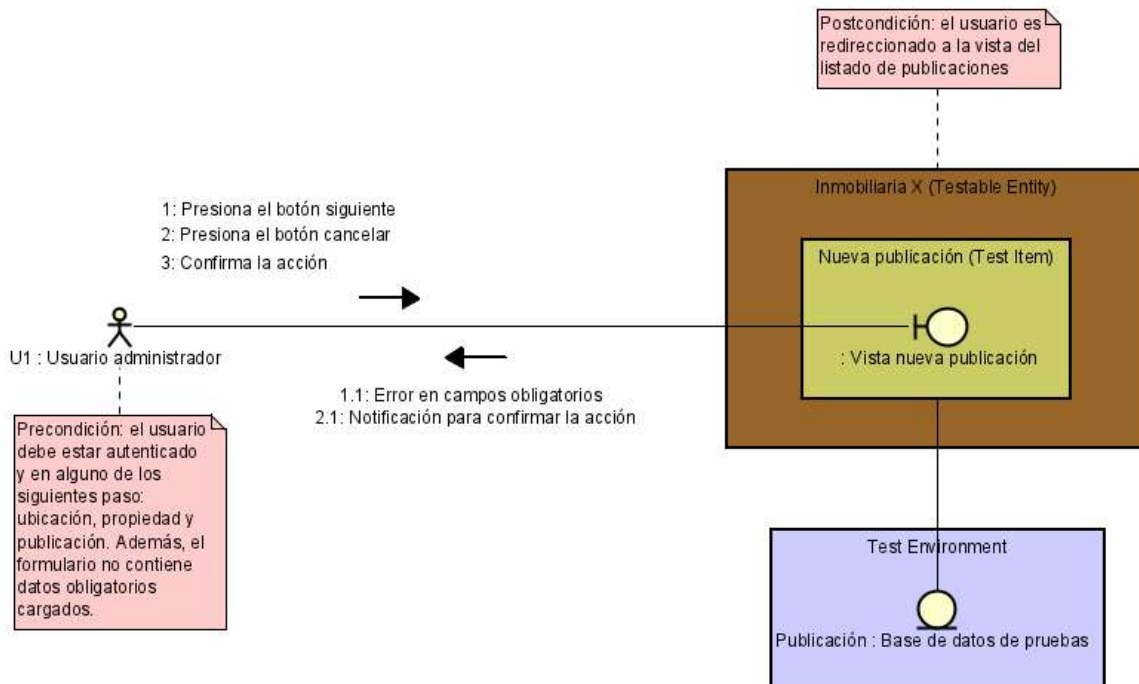 Postcondición: el usuario es
redireccionado a la vista del
listado de publicaciones
Inmobiliaria X (Testable Entity)
1: Presiona el botón siguiente
2: Presiona el botón cancelar
3: Confirma la acción
Nueva publicación (Test Item)
U1 : Usuario administrador
: Vista nueva publicación
1.1: Error en campos obligatorios
2.1: Notificación para confirmar la acción
Precondición: el usuario
debe estar autenticado
y en alguno de los
siguientes paso:
ubicación, propiedad y
publicación. Además, el
formulario no contiene
datos obligatorios
cargados.
Test Environment
Publicación : Base de datos de pruebas